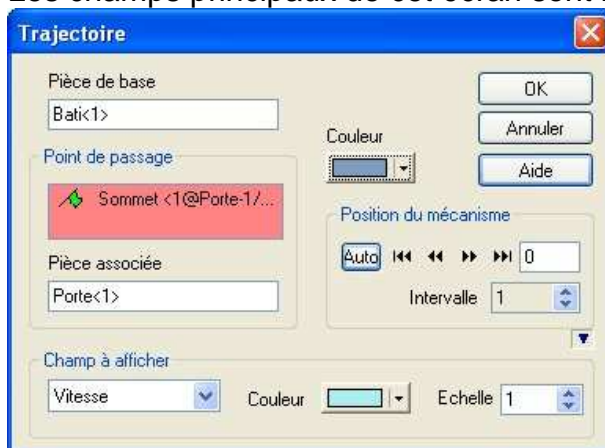 Trajectoire
Pièce de base
Bati<1>
OK
Couleur
Annuler
Point de passage
Aide
Sommet <1@Porte-1/...
Position du mécanisme
Auto
0
Pièce associée
Intervalle 1
Porte<1>
Champ à afficher
Vitesse
Couleur
Echelle 1